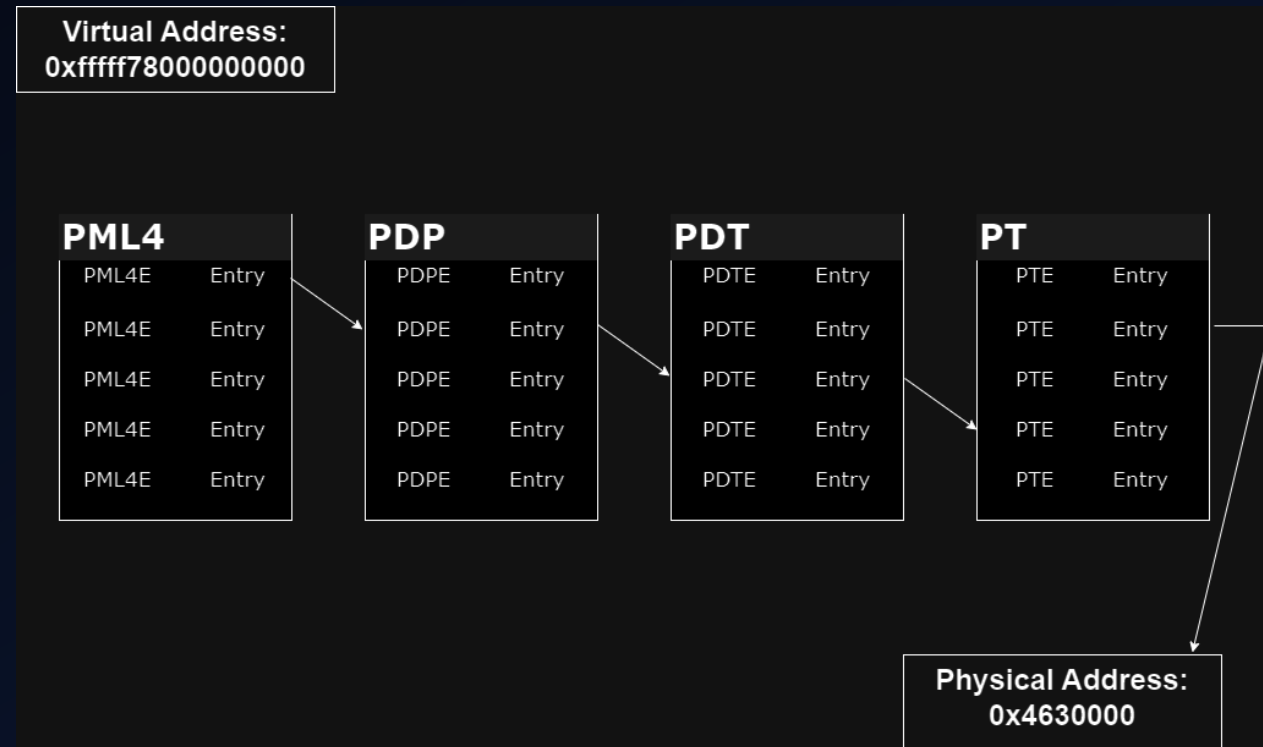 Virtual Address:
0xfffff78000000000
PML4
PML4E Entry
PML4E Entry
PML4E Entry
PML4E Entry
PML4E Entry
PDP
PDPE Entry
PDPE Entry
PDPE Entry
PDPE Entry
PDPE Entry
PDT
PDTE Entry
PDTE Entry
PDTE Entry
PDTE Entry
PDTE Entry
PT
PTE Entry
PTE Entry
PTE Entry
PTE Entry
PTE Entry
Physical Address:
0x4630000